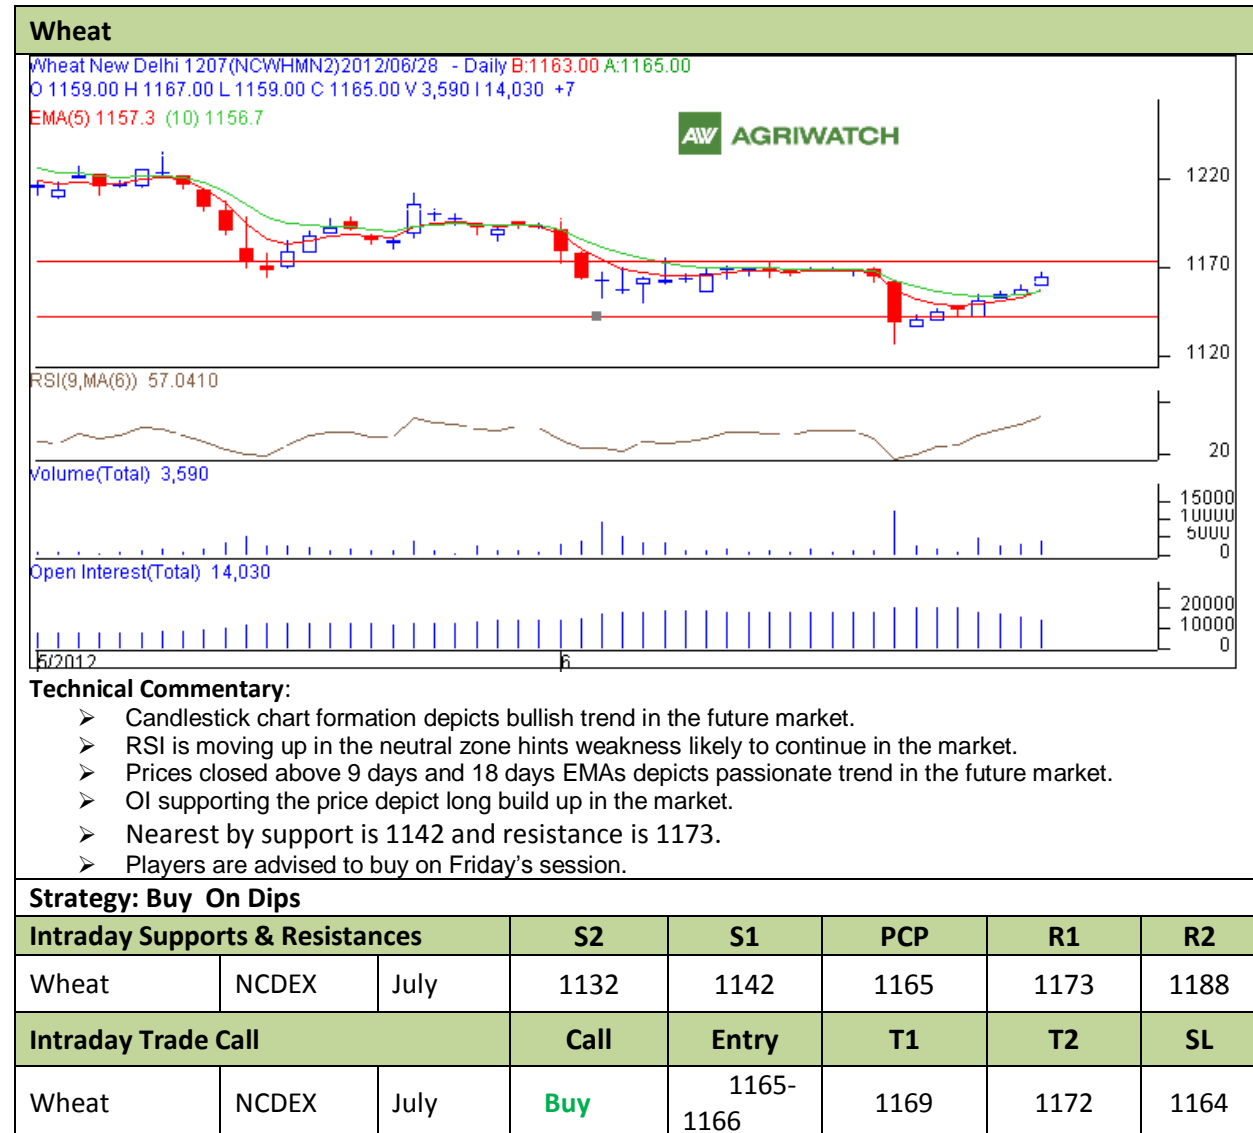 Wheat
Wheat New Delhi 1207(NCWHMN2)2012/06/28 - Daily B:1163.00 A:1165.00
O 1159.00 H 1167.00 L 1159.00 C 1165.00 V 3,590 I 14,030 +7
EMA(5) 1157.3 (10) 1156.7
AW AGRIWATCH
1220
1170
1120
RSI(9,MA(6)) 57.0410
20
Volume(Total) 3,590
15000
10000
5000
0
Open Interest(Total) 14,030
20000
10000
0
5/2012 6
Technical Commentary:
➢ Candlestick chart formation depicts bullish trend in the future market.
➢ RSI is moving up in the neutral zone hints weakness likely to continue in the market.
➢ Prices closed above 9 days and 18 days EMAs depicts passionate trend in the future market.
➢ OI supporting the price depict long build up in the market.
➢ Nearest by support is 1142 and resistance is 1173.
➢ Players are advised to buy on Friday’s session.
Strategy: Buy On Dips
Intraday Supports & Resistances S2 S1 PCP R1 R2
Wheat NCDEX July 1132 1142 1165 1173 1188
Intraday Trade Call Call Entry T1 T2 SL
Wheat NCDEX July Buy 1165-
1166 1169 1172 1164